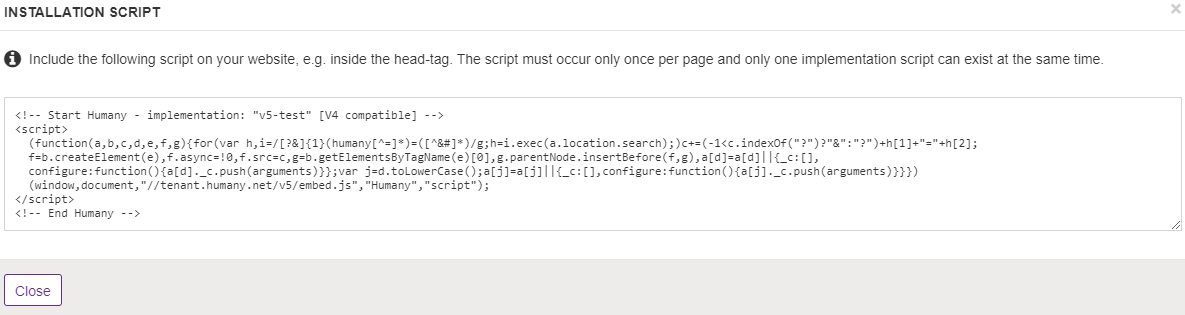 INSTALLATION SCRIPT
×
Include the following script on your website, e.g. inside the head-tag. The script must occur only once per page and only one implementation script can exist at the same time.
<!-- Start Humany - implementation: "v5-test" [V4 compatible] -->
<script>
(function(a,b,c,d,e,f,g){for(var h,i=/[?&]{1}(humany[^=]*)=([^&#]*)/g;h=i.exec(a.location.search);)c+=(-1<c.indexOf("?")?"&":"?")+h[1]+"="+h[2];
f=b.createElement(e),f.async=!0,f.src=c,g=b.getElementsByTagName(e)[0],g.parentNode.insertBefore(f,g),a[d]=a[d]||{_c:[],
configure:function(){a[d]._c.push(arguments)}};var j=d.toLowerCase();a[j]=a[j]||{_c:[],configure:function(){a[j]._c.push(arguments)}}})
(window,document,"//tenant.humany.net/v5/embed.js","Humany","script");
</script>
<!-- End Humany -->
Close